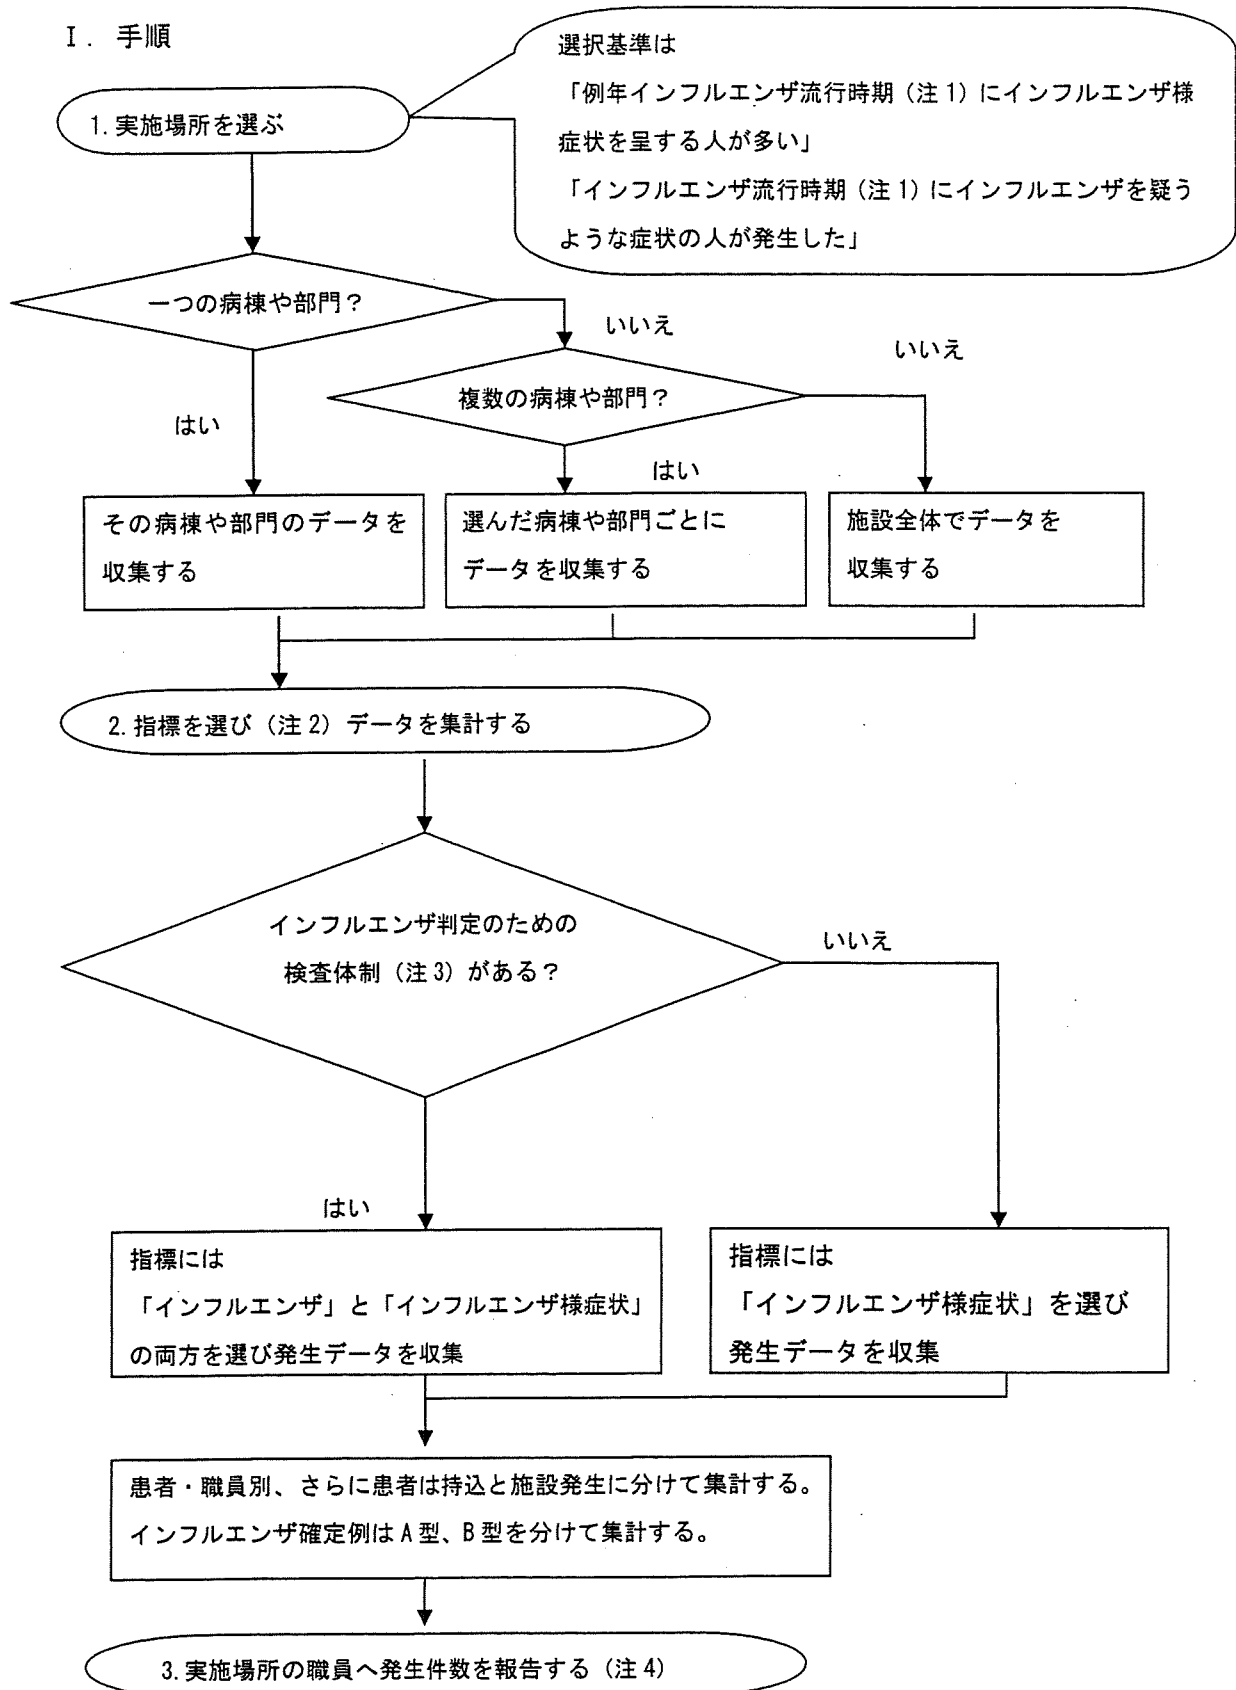 Ⅰ. 手順
選択基準は
「例年インフルエンザ流行時期（注1）にインフルエンザ様
症状を呈する人が多い」
「インフルエンザ流行時期（注1）にインフルエンザを疑う
ような症状の人が発生した」
1.実施場所を選ぶ
一つの病棟や部門？
いいえ
いいえ
複数の病棟や部門？
はい
はい
その病棟や部門のデータを
収集する
選んだ病棟や部門ごとに
データを収集する
施設全体でデータを
収集する
2.指標を選び（注2）データを集計する
インフルエンザ判定のための
検査体制（注3）がある？
いいえ
はい
指標には
「インフルエンザ」と「インフルエンザ様症状」
の両方を選び発生データを収集
指標には
「インフルエンザ様症状」を選び
発生データを収集
患者・職員別、さらに患者は持込と施設発生に分けて集計する。
インフルエンザ確定例はA型、B型を分けて集計する。
3.実施場所の職員へ発生件数を報告する（注4）